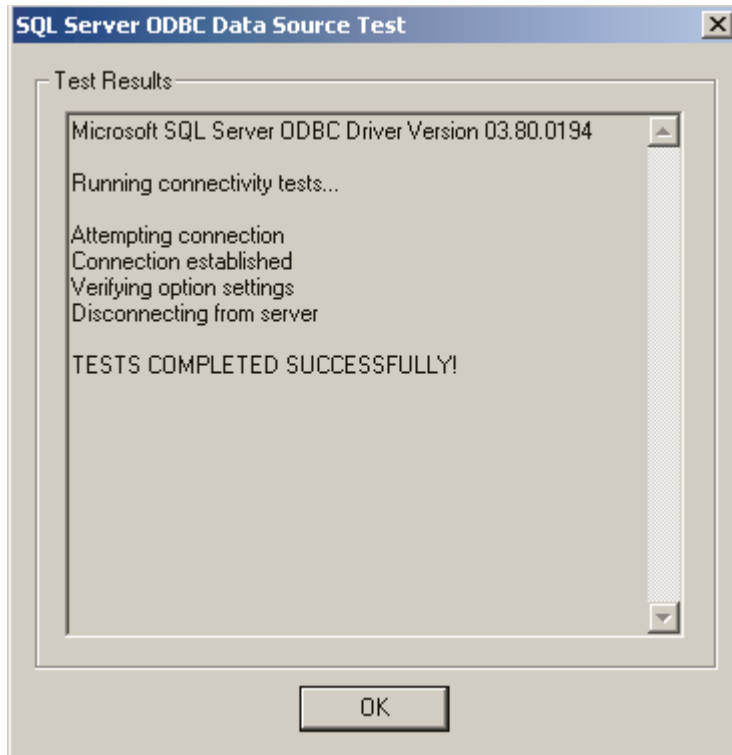 SQL Server ODBC Data Source Test
Test Results
Microsoft SQL Server ODBC Driver Version 03.80.0194
Running connectivity tests...
Attempting connection
Connection established
Verifying option settings
Disconnecting from server
TESTS COMPLETED SUCCESSFULLY!
OK